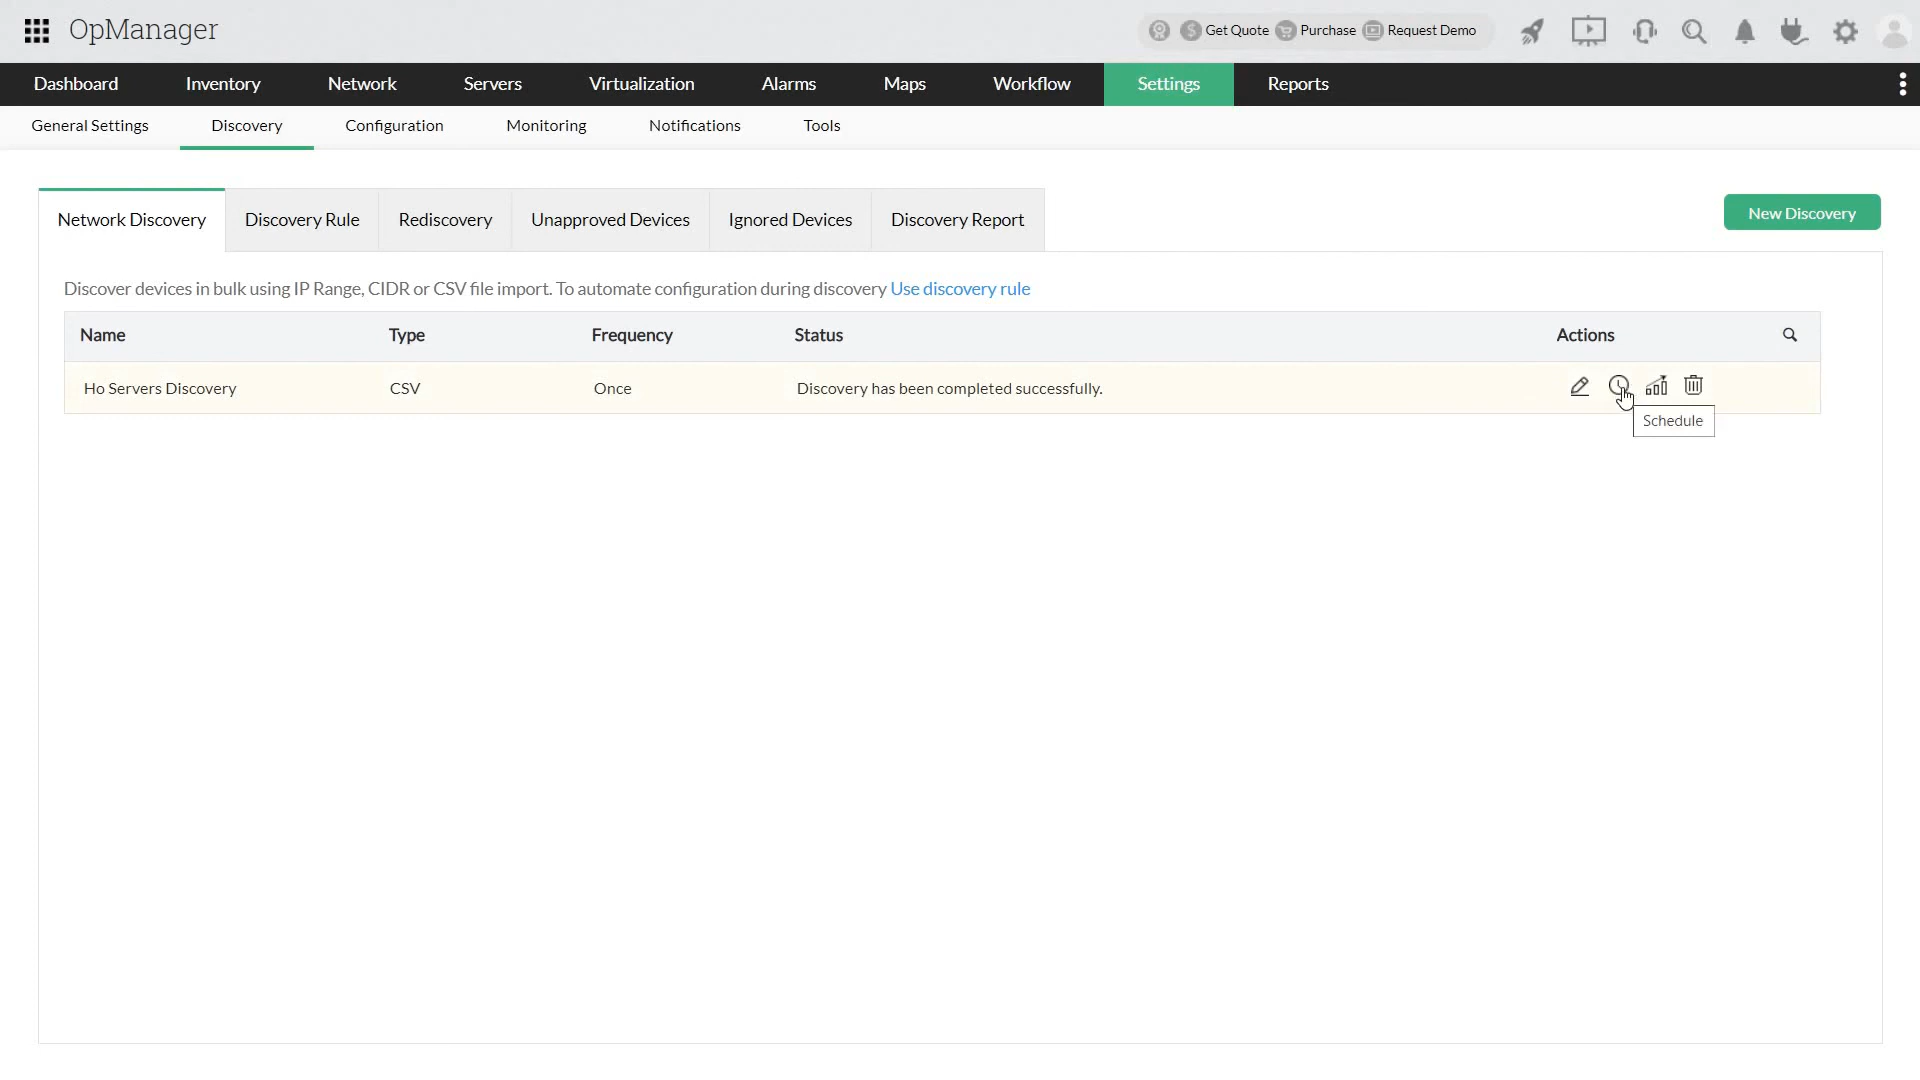 OpManager
Get Quote Purchase Request Demo
Dashboard Inventory Network Servers Virtualization Alarms Maps Workflow Settings Reports
General Settings Discovery Configuration Monitoring Notifications Tools
Network Discovery Discovery Rule Rediscovery Unapproved Devices Ignored Devices Discovery Report
New Discovery
Discover devices in bulk using IP Range, CIDR or CSV file import. To automate configuration during discovery Use discovery rule
Name Type Frequency Status Actions
Ho Servers Discovery CSV Once Discovery has been completed successfully.
Schedule